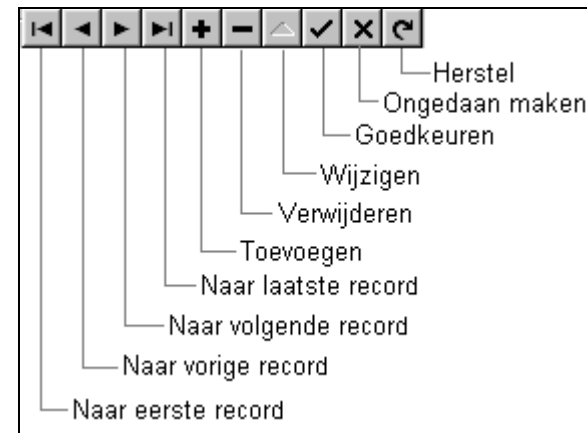 Herstel
Ongedaan maken
Goedkeuren
Wijzigen
Verwijderen
Toevoegen
Naar laatste record
Naar volgende record
Naar vorige record
Naar eerste record